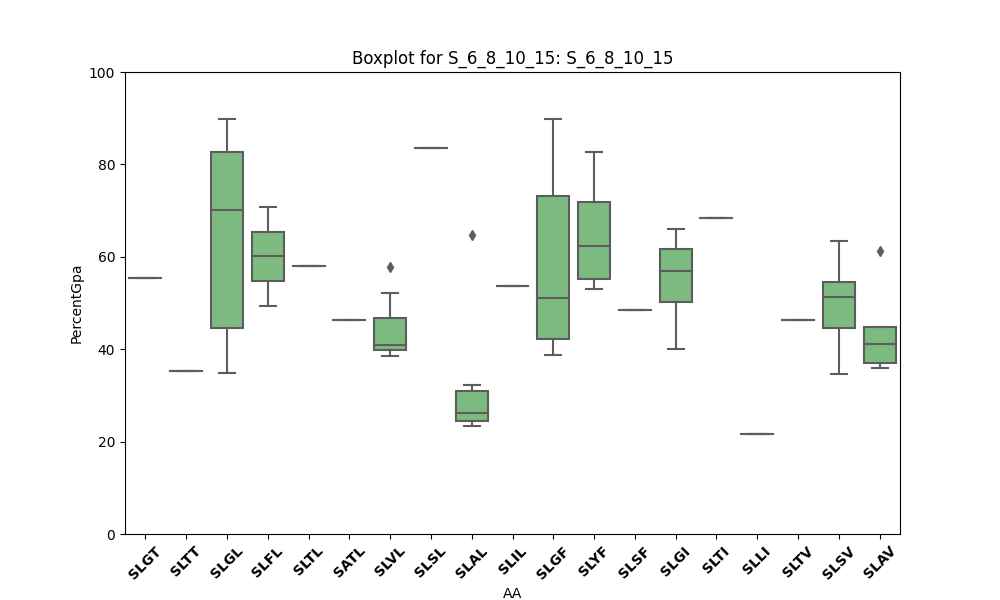 Boxplot for S_6_8_10_15: S_6_8_10_15
PercentGpa
100
80
60
40
20
0
SLGT SLTT SLGL SLFL SLTL SATL SLVL SLSL SLAL SLIL SLGF SLYF SLSF SLGI SLTI SLLI SLTV SLSV SLAV
AA